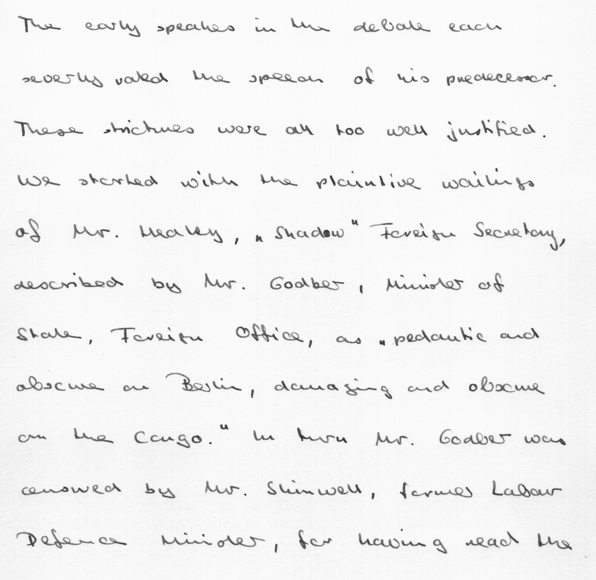 The early speakes in the debate each
severly rated the speech of his predecessor.
These strictures were all too well justified.
We started with the plaintive wailings
of Mr. Healey, „Shadow" Foreign Secretary,
described by Mr. Godber, Minister of
State, Foreign Office, as „pedantic and
obscure on Berlin, damaging and obscure
on the Congo." In turn Mr. Godber was
censored by Mr. Shinwell, former Labour
Defence Minister, for having read the